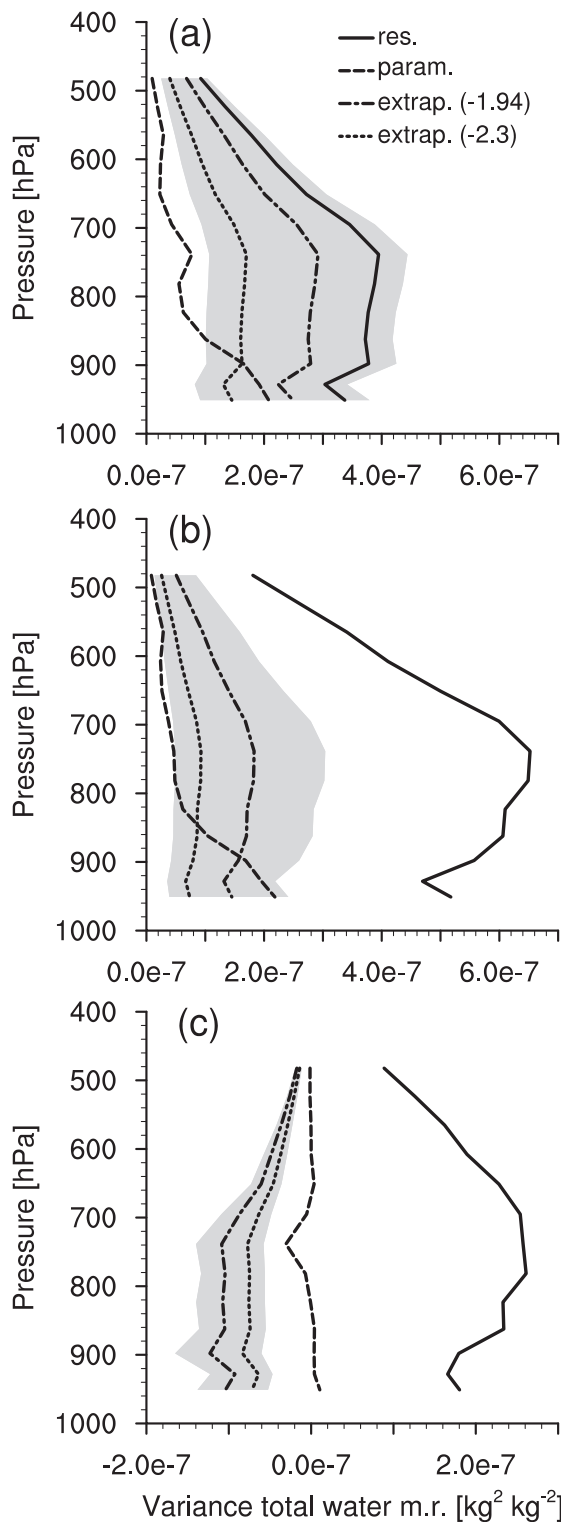 (a)
res.
param.
extrap. (-1.94)
extrap. (-2.3)
400
500
600
700
800
900
1000
Pressure [hPa]
0.0e-7 2.0e-7 4.0e-7 6.0e-7
(b)
400
500
600
700
800
900
1000
Pressure [hPa]
0.0e-7 2.0e-7 4.0e-7 6.0e-7
(c)
400
500
600
700
800
900
1000
Pressure [hPa]
-2.0e-7 0.0e-7 2.0e-7
Variance total water m.r. [kg² kg⁻²]